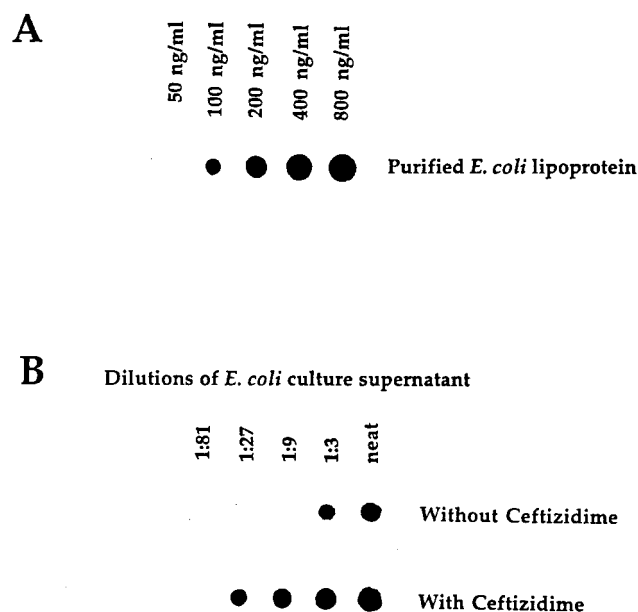 A
50 ng/ml
100 ng/ml
200 ng/ml
400 ng/ml
800 ng/ml
Purified E. coli lipoprotein
B
Dilutions of E. coli culture supernatant
1:81
1:27
1:9
1:3
neat
Without Ceftizidime
With Ceftizidime